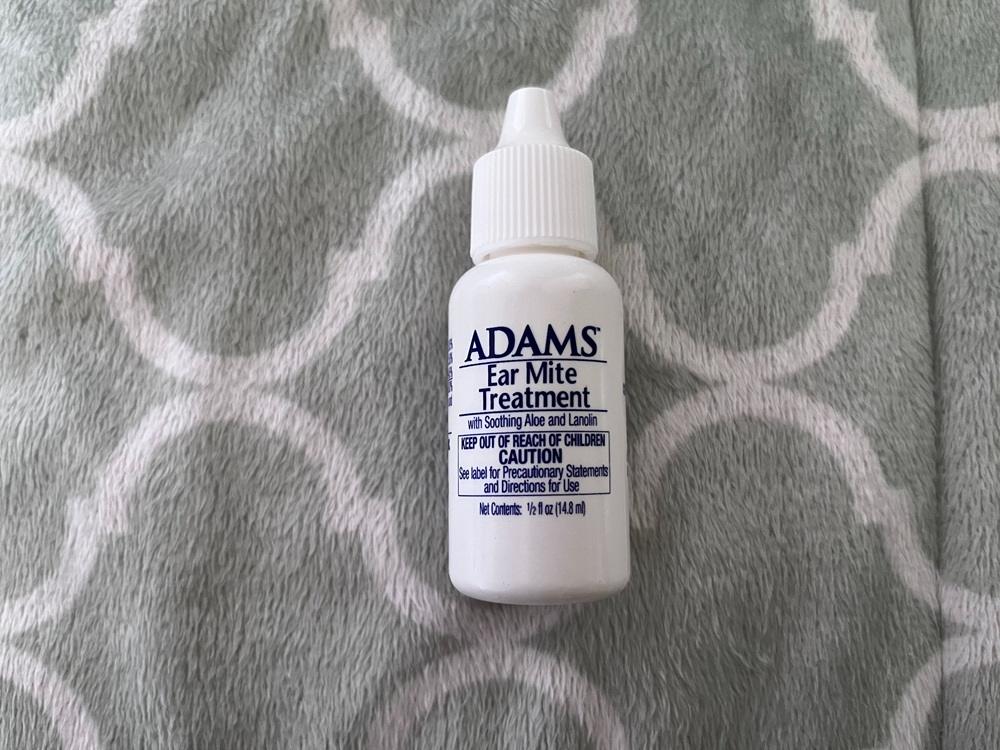 ADAMS™
Ear Mite
Treatment
with Soothing Aloe and Lanolin
KEEP OUT OF REACH OF CHILDREN
CAUTION
See label for Precautionary Statements
and Directions for Use
Net Contents: ½ fl oz (14.8 ml)